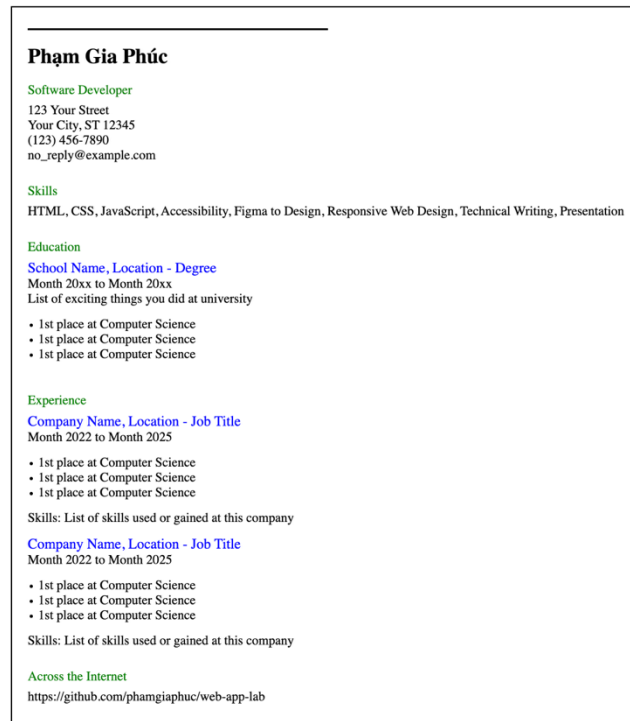 Phạm Gia Phúc
Software Developer
123 Your Street
Your City, ST 12345
(123) 456-7890
no_reply@example.com
Skills
HTML, CSS, JavaScript, Accessibility, Figma to Design, Responsive Web Design, Technical Writing, Presentation
Education
School Name, Location - Degree
Month 20xx to Month 20xx
List of exciting things you did at university
• 1st place at Computer Science
• 1st place at Computer Science
• 1st place at Computer Science
Experience
Company Name, Location - Job Title
Month 2022 to Month 2025
• 1st place at Computer Science
• 1st place at Computer Science
• 1st place at Computer Science
Skills: List of skills used or gained at this company
Company Name, Location - Job Title
Month 2022 to Month 2025
• 1st place at Computer Science
• 1st place at Computer Science
• 1st place at Computer Science
Skills: List of skills used or gained at this company
Across the Internet
https://github.com/phamgiaphuc/web-app-lab